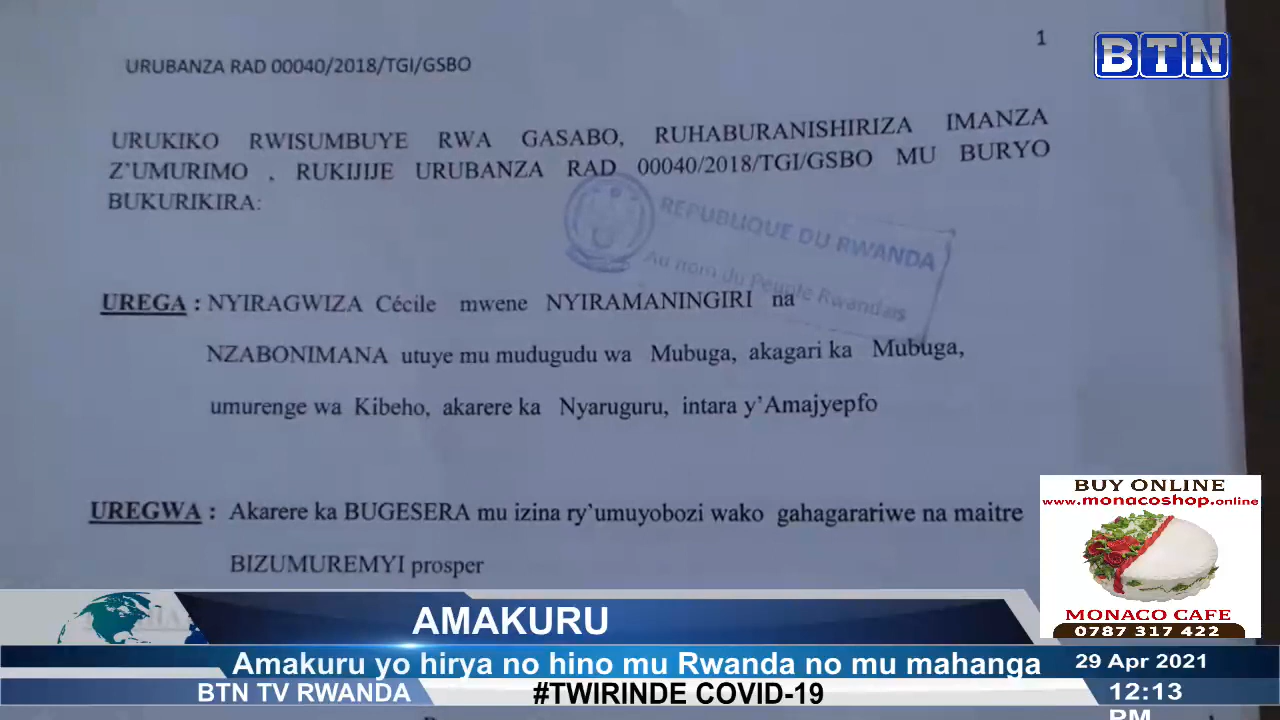 1
BTN
URUBANZA RAD 00040/2018/TGI/GSBO
URUKIKO RWISUMBUYE RWA GASABO, RUHABURANISHIRIZA IMANZA
Z’UMURIMO , RUKIJIJE URUBANZA RAD 00040/2018/TGI/GSBO MU BURYO
BUKURIKIRA:
REPUBLIQUE DU RWANDA
Au nom du Peuple Rwandais
UREGA : NYIRAGWIZA Cécile mwene NYIRAMANINGIRI na
NZABONIMANA utuye mu mudugudu wa Mubuga, akagari ka Mubuga,
umurenge wa Kibeho, akarere ka Nyaruguru, intara y’Amajyepfo
UREGWA : Akarere ka BUGESERA mu izina ry’umuyobozi wako gahagarariwe na maitre
BIZUMUREMYI prosper
BUY ONLINE
www.monacoshop.online
MONACO CAFE
0787 317 422
AMAKURU
Amakuru yo hirya no hino mu Rwanda no mu mahanga
29 Apr 2021
BTN TV RWANDA
#TWIRINDE COVID-19
12:13
PM